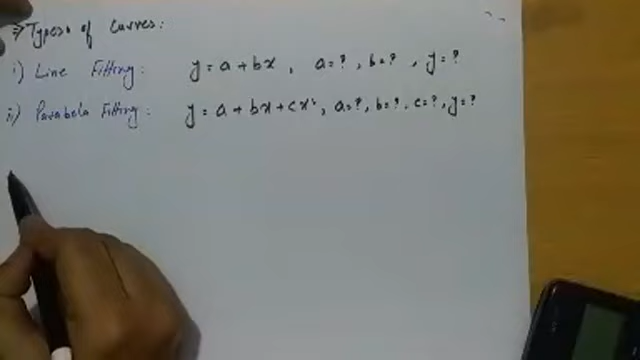 ⇒ Types of Curves:
i) Line Fitting: y = a + bx, a=?, b=?, y=?
ii) Parabola Fitting: y = a + bx + cx², a=?, b=?, c=?, y=?